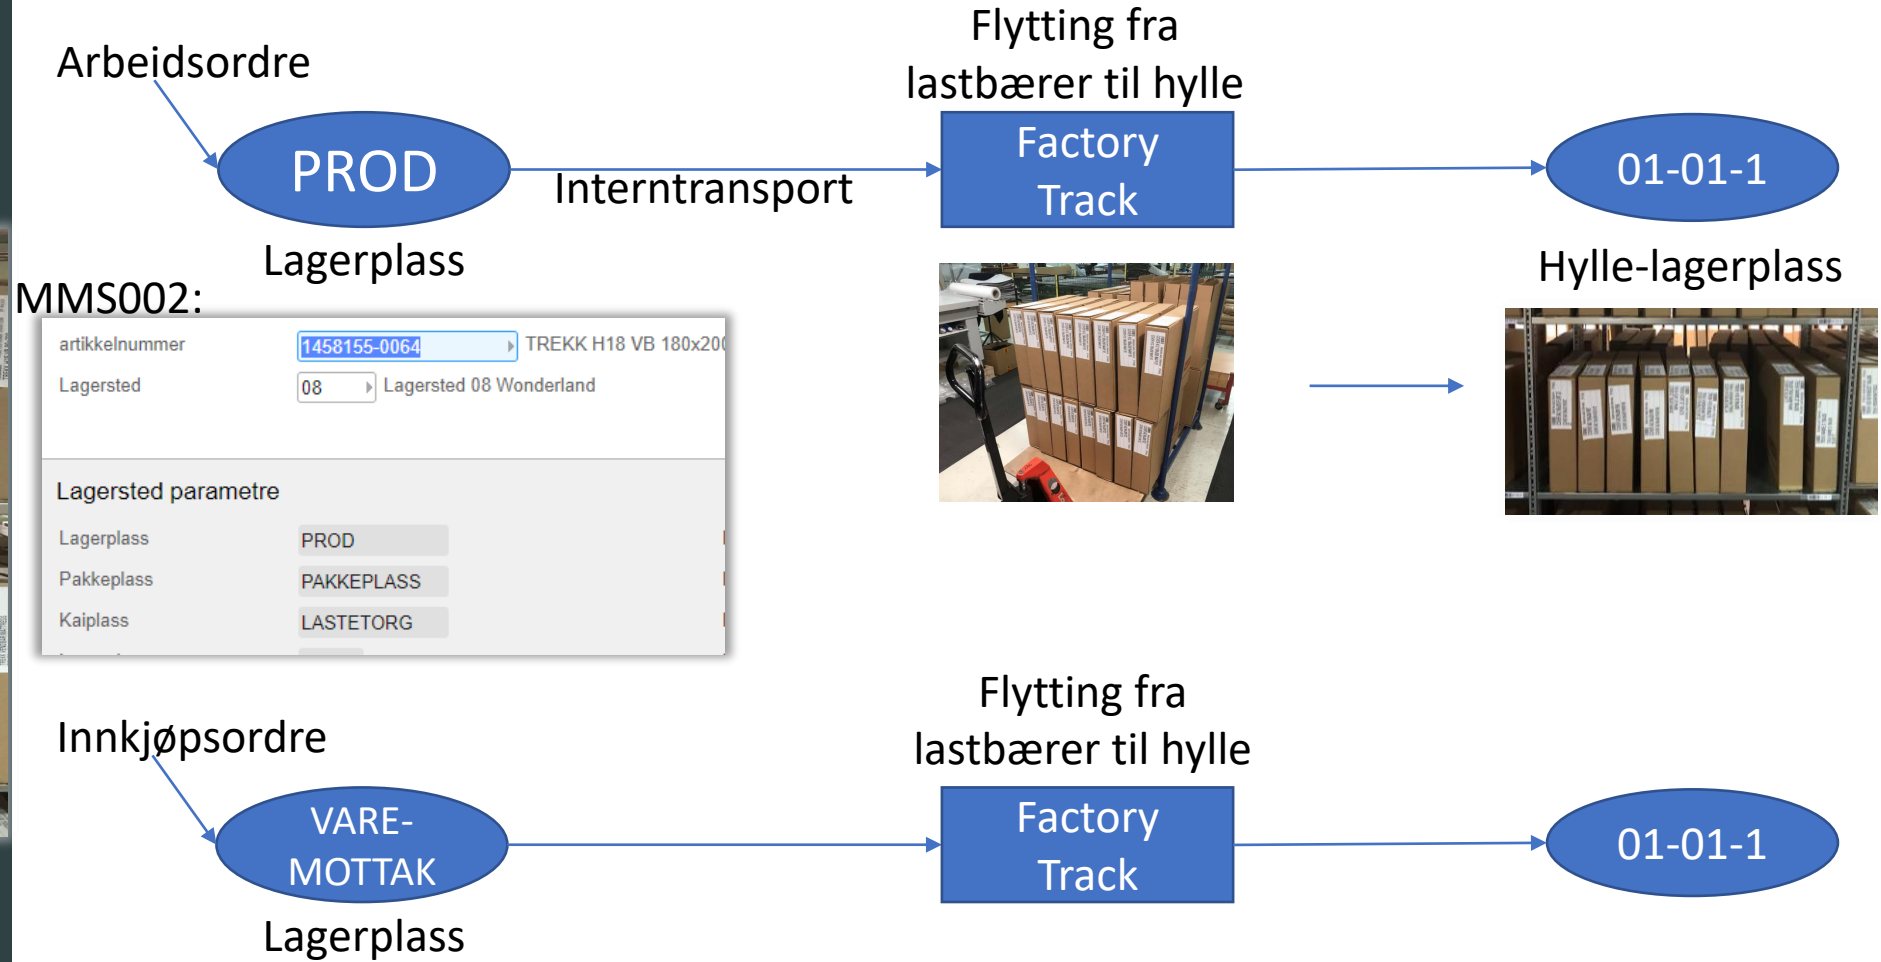 Arbeidsordre
PROD
Lagerplass
Interntransport
Flytting fra
lastbærer til hylle
Factory
Track
01-01-1
Hylle-lagerplass
MMS002:
artikkelnummer 1458155-0064 TREKK H18 VB 180x200
Lagersted 08 Lagersted 08 Wonderland
Lagersted parametre
Lagerplass PROD
Pakkeplass PAKKEPLASS
Kaiplass LASTETORG
Innkjøpsordre
VARE-
MOTTAK
Lagerplass
Flytting fra
lastbærer til hylle
Factory
Track
01-01-1